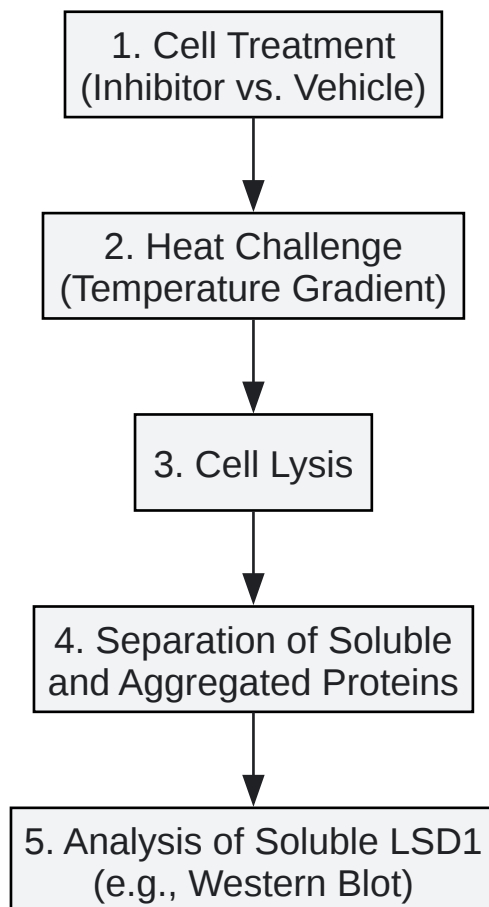 1. Cell Treatment
(Inhibitor vs. Vehicle)
2. Heat Challenge
(Temperature Gradient)
3. Cell Lysis
4. Separation of Soluble
and Aggregated Proteins
5. Analysis of Soluble LSD1
(e.g., Western Blot)